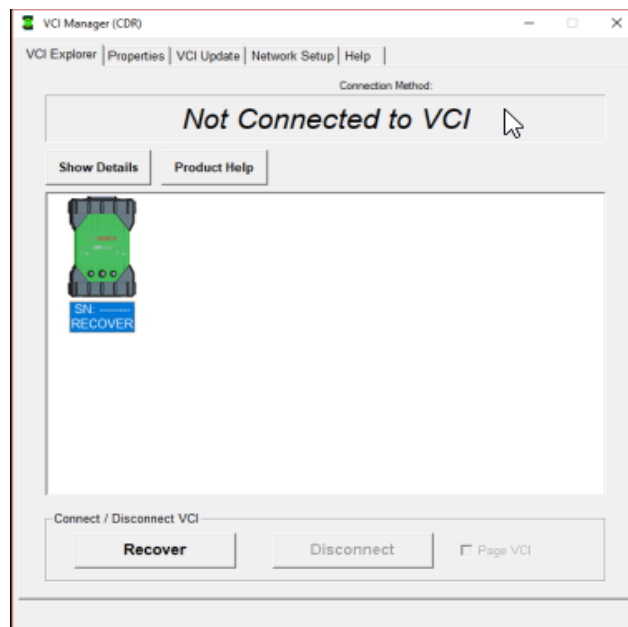 VCI Manager (CDR)
VCI Explorer Properties VCI Update Network Setup Help
Connection Method:
Not Connected to VCI
Show Details Product Help
SN: --------
RECOVER
Connect / Disconnect VCI
Recover Disconnect Page VCI